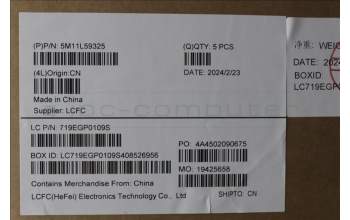 (P)P/N: 5M11L59325
(Q)QTY: 5 PCS
(4L)Origin:CN
DATE: 2024/2/23
Made in China
Supplier: LCFC
净重: WEIG
DATE: 2024
BOXID
LC719EGP
LC P/N: 719EGP0109S
PO: 4A4502090675
BOX ID: LC719EGP0109S408526956
MO: 19425658
Contains Merchandise From: China
LCFC(HeFei) Electronics Technology Co., Ltd
SHIPTO: CN